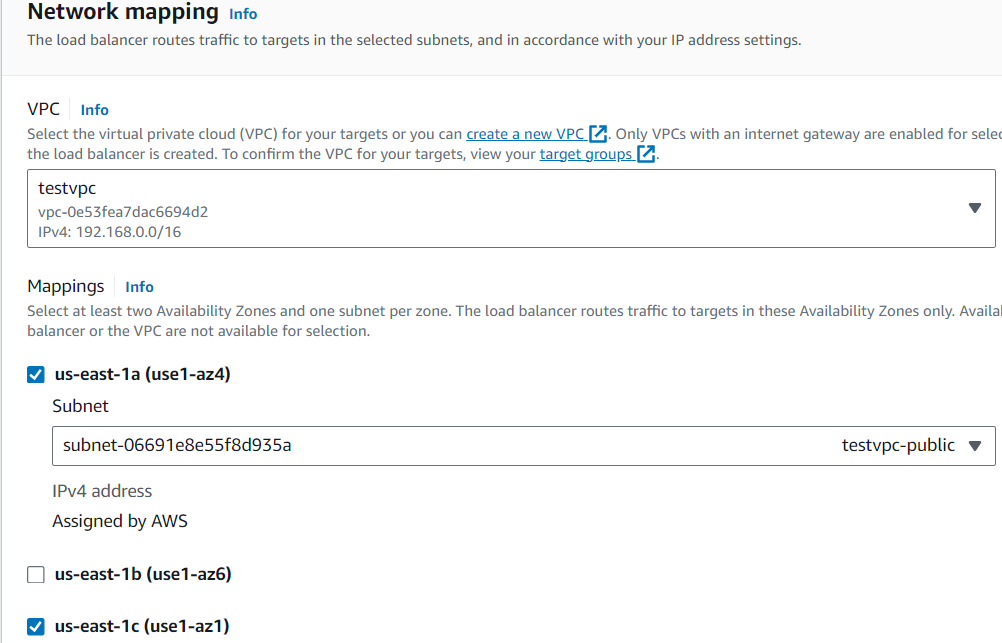 Network mapping Info
The load balancer routes traffic to targets in the selected subnets, and in accordance with your IP address settings.
VPC Info
Select the virtual private cloud (VPC) for your targets or you can create a new VPC. Only VPCs with an internet gateway are enabled for selec
the load balancer is created. To confirm the VPC for your targets, view your target groups.
testvpc
vpc-0e53fea7dac6694d2
IPv4: 192.168.0.0/16
Mappings Info
Select at least two Availability Zones and one subnet per zone. The load balancer routes traffic to targets in these Availability Zones only. Availa
balancer or the VPC are not available for selection.
us-east-1a (use1-az4)
Subnet
subnet-06691e8e55f8d935a testvpc-public
IPv4 address
Assigned by AWS
us-east-1b (use1-az6)
us-east-1c (use1-az1)